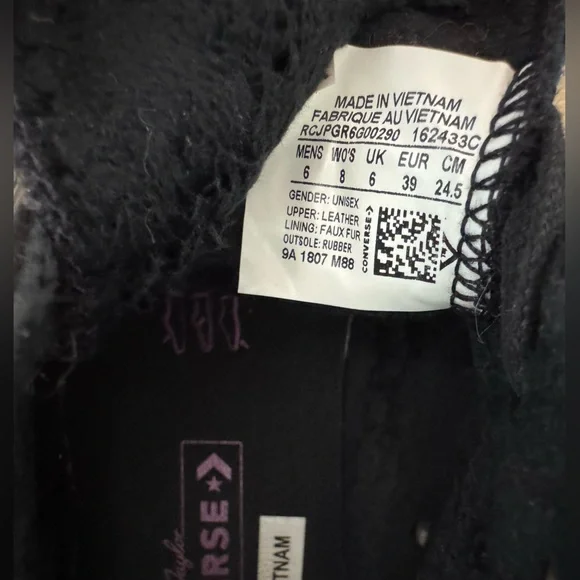 MADE IN VIETNAM
FABRIQUE AU VIETNAM
RCJPGR6G00290 162433C
MENS WO'S UK EUR CM
6 8 6 39 24.5
GENDER: UNISEX
UPPER: LEATHER
LINING: FAUX FUR
OUTSOLE: RUBBER
9A 1807 M88
CONVERSE
RSE
TNAM